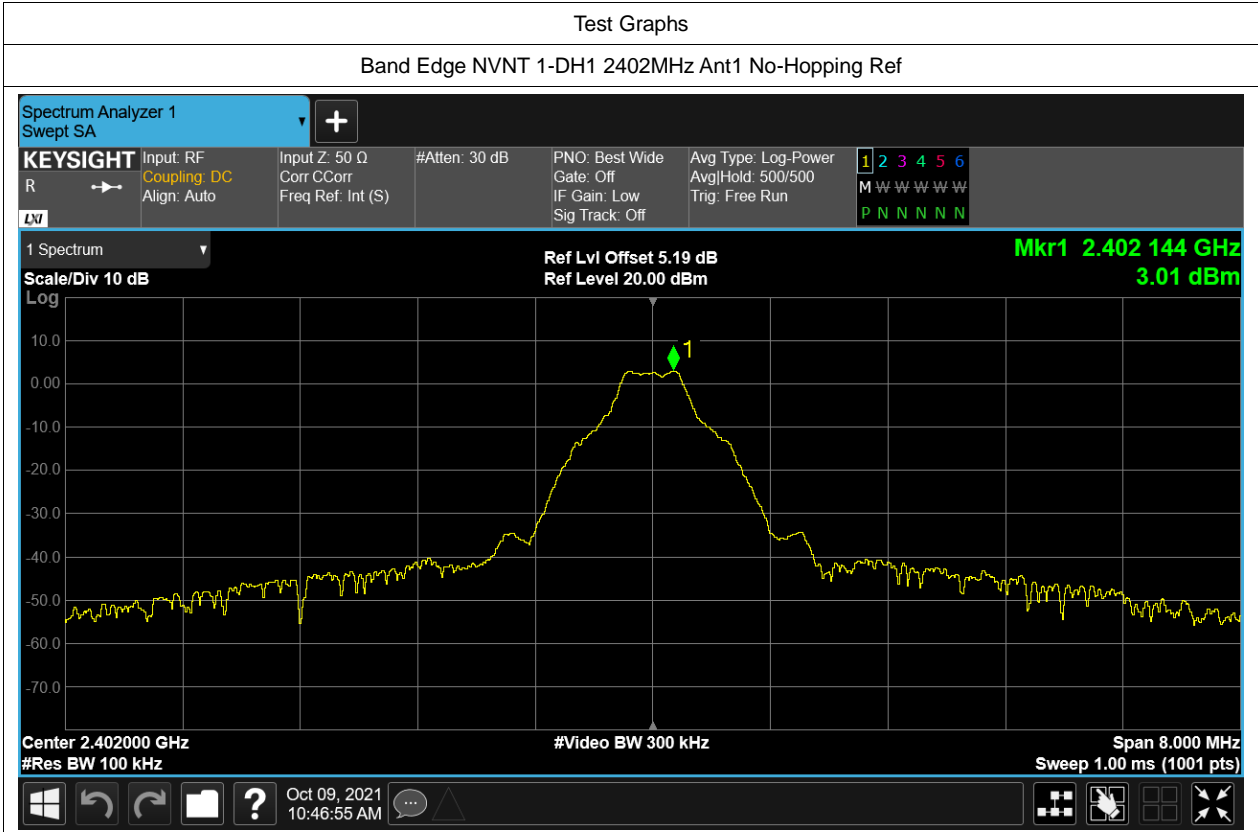 Test Graphs
Band Edge NVNT 1-DH1 2402MHz Ant1 No-Hopping Ref
Spectrum Analyzer 1
Swept SA
KEYSIGHT
R
LXI
Input: RF
Coupling: DC
Align: Auto
Input Z: 50 Ω
Corr CCorr
Freq Ref: Int (S)
#Atten: 30 dB
PNO: Best Wide
Gate: Off
IF Gain: Low
Sig Track: Off
Avg Type: Log-Power
Avg|Hold: 500/500
Trig: Free Run
1 2 3 4 5 6
M W W W W W
P N N N N N
1 Spectrum
Scale/Div 10 dB
Ref Lvl Offset 5.19 dB
Ref Level 20.00 dBm
Mkr1 2.402 144 GHz
3.01 dBm
Log
10.0
0.00
-10.0
-20.0
-30.0
-40.0
-50.0
-60.0
-70.0
1
Center 2.402000 GHz
#Video BW 300 kHz
Span 8.000 MHz
#Res BW 100 kHz
Sweep 1.00 ms (1001 pts)
?
Oct 09, 2021
10:46:55 AM